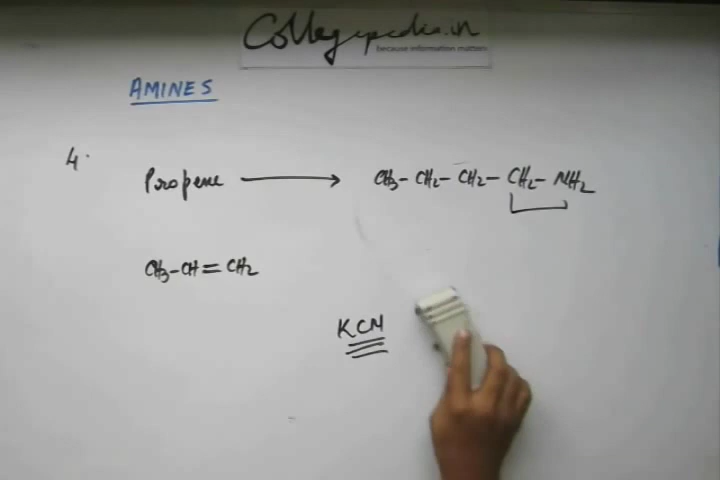 Collegepedia.in
because information matters
AMINES
4.
Propene ⟶ CH3-CH2-CH2-CH2-NH2
CH3-CH=CH2
KCN